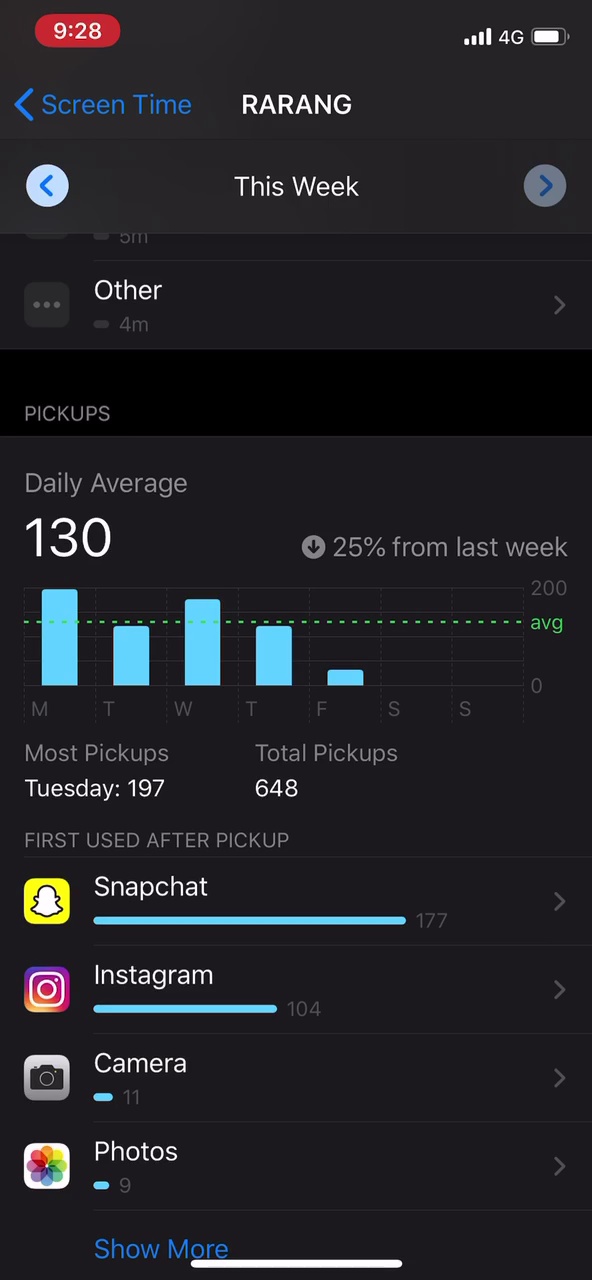 9:28
4G
Screen Time
RARANG
This Week
5m
Other
4m
PICKUPS
Daily Average
130
25% from last week
200
avg
0
M T W T F S S
Most Pickups
Total Pickups
Tuesday: 197
648
FIRST USED AFTER PICKUP
Snapchat
177
Instagram
104
Camera
11
Photos
9
Show More